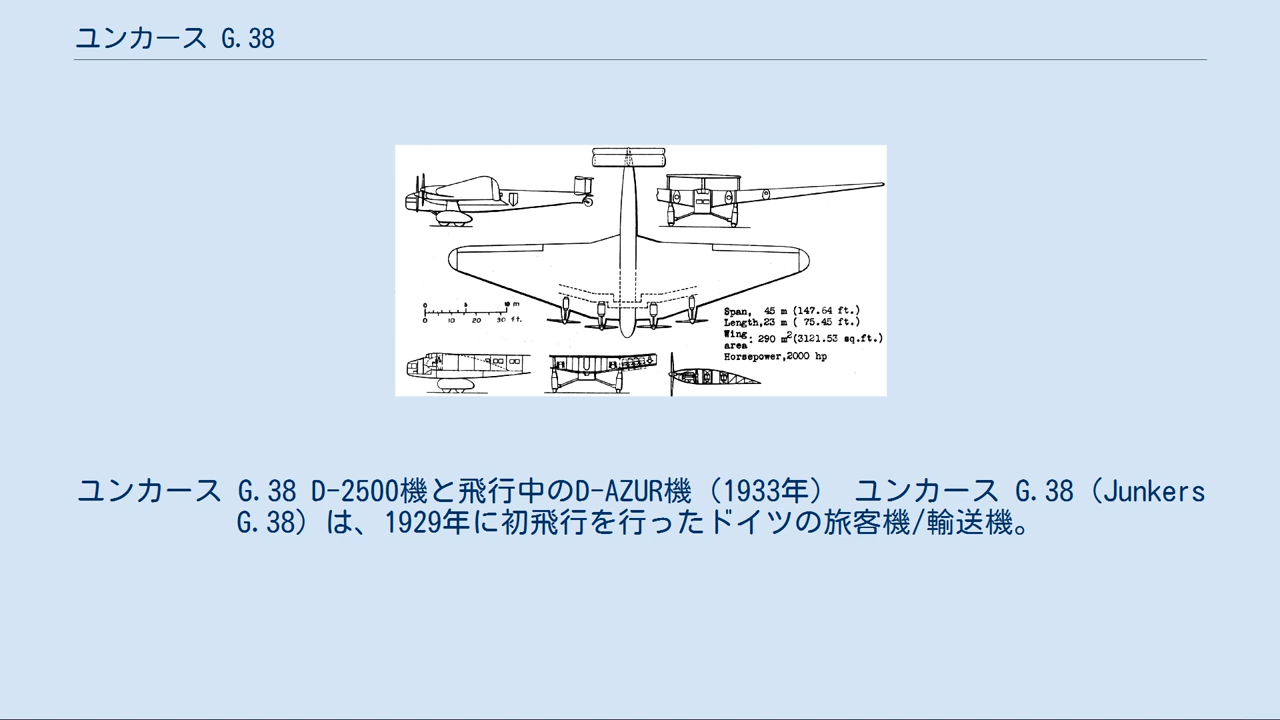 ユンカース G.38
0 5 10 m
0 10 20 30 ft.
Span, 45 m (147.64 ft.)
Length,23 m ( 75.45 ft.)
Wing area: 290 m²(3121.53 sq.ft.)
Horsepower,2000 hp
ユンカース G.38 D-2500機と飛行中のD-AZUR機（1933年） ユンカース G.38（Junkers
G.38）は、1929年に初飛行を行ったドイツの旅客機/輸送機。